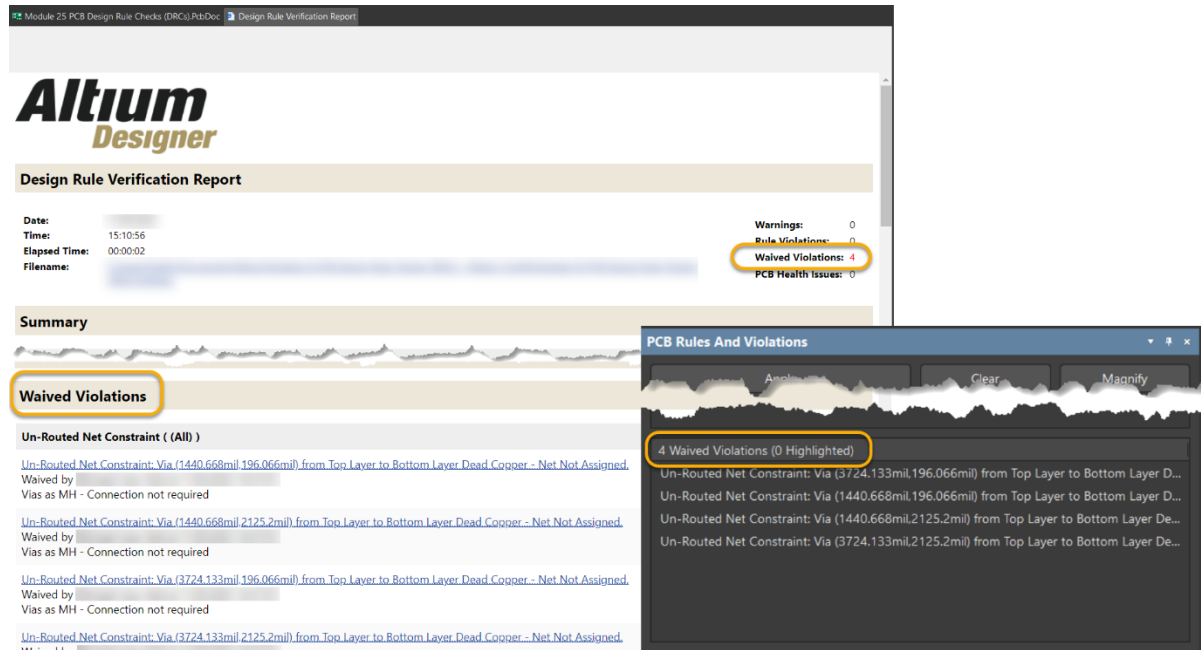 Module 25 PCB Design Rule Checks (DRCs).PcbDoc
Design Rule Verification Report
Altium
Designer
Design Rule Verification Report
Date:
Time: 15:10:56
Elapsed Time: 00:00:02
Filename:
Warnings: 0
Rule Violations: 0
Waived Violations: 4
PCB Health Issues: 0
Summary
Waived Violations
Un-Routed Net Constraint ( (All) )
Un-Routed Net Constraint: Via (1440.668mil,196.066mil) from Top Layer to Bottom Layer Dead Copper - Net Not Assigned.
Waived by
Vias as MH - Connection not required
Un-Routed Net Constraint: Via (1440.668mil,2125.2mil) from Top Layer to Bottom Layer Dead Copper - Net Not Assigned.
Waived by
Vias as MH - Connection not required
Un-Routed Net Constraint: Via (3724.133mil,196.066mil) from Top Layer to Bottom Layer Dead Copper - Net Not Assigned.
Waived by
Vias as MH - Connection not required
Un-Routed Net Constraint: Via (3724.133mil,2125.2mil) from Top Layer to Bottom Layer Dead Copper - Net Not Assigned.
Waived by
PCB Rules And Violations
Clear
Magnify
4 Waived Violations (0 Highlighted)
Un-Routed Net Constraint: Via (3724.133mil,196.066mil) from Top Layer to Bottom Layer D...
Un-Routed Net Constraint: Via (1440.668mil,196.066mil) from Top Layer to Bottom Layer D...
Un-Routed Net Constraint: Via (1440.668mil,2125.2mil) from Top Layer to Bottom Layer De...
Un-Routed Net Constraint: Via (3724.133mil,2125.2mil) from Top Layer to Bottom Layer De...